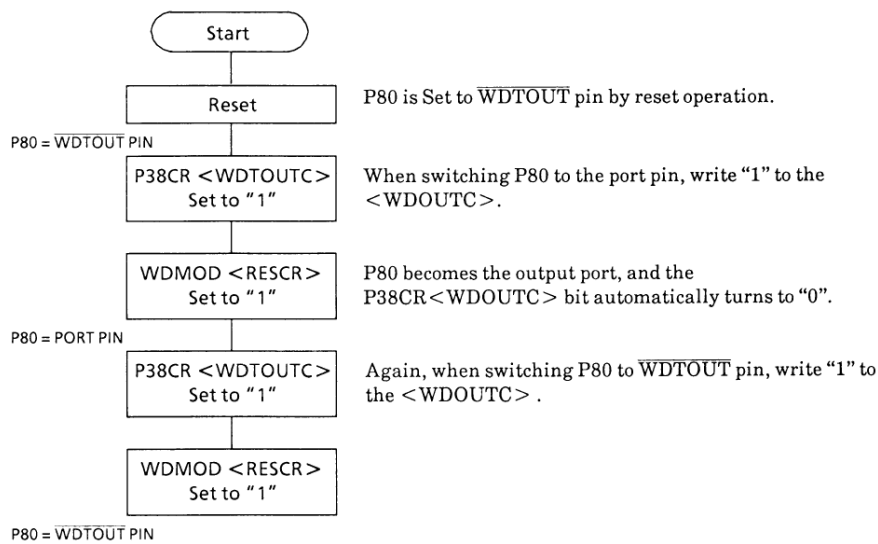 Start
Reset
P80 is Set to WDTOUT pin by reset operation.
P80 = WDTOUT PIN
P38CR <WDTOUTC>
Set to "1"
When switching P80 to the port pin, write “1” to the
<WDOUTC>.
WDMOD <RESCR>
Set to "1"
P80 becomes the output port, and the
P38CR<WDOUTC> bit automatically turns to “0”.
P80 = PORT PIN
P38CR <WDTOUTC>
Set to "1"
Again, when switching P80 to WDTOUT pin, write “1” to
the <WDOUTC> .
WDMOD <RESCR>
Set to "1"
P80 = WDTOUT PIN